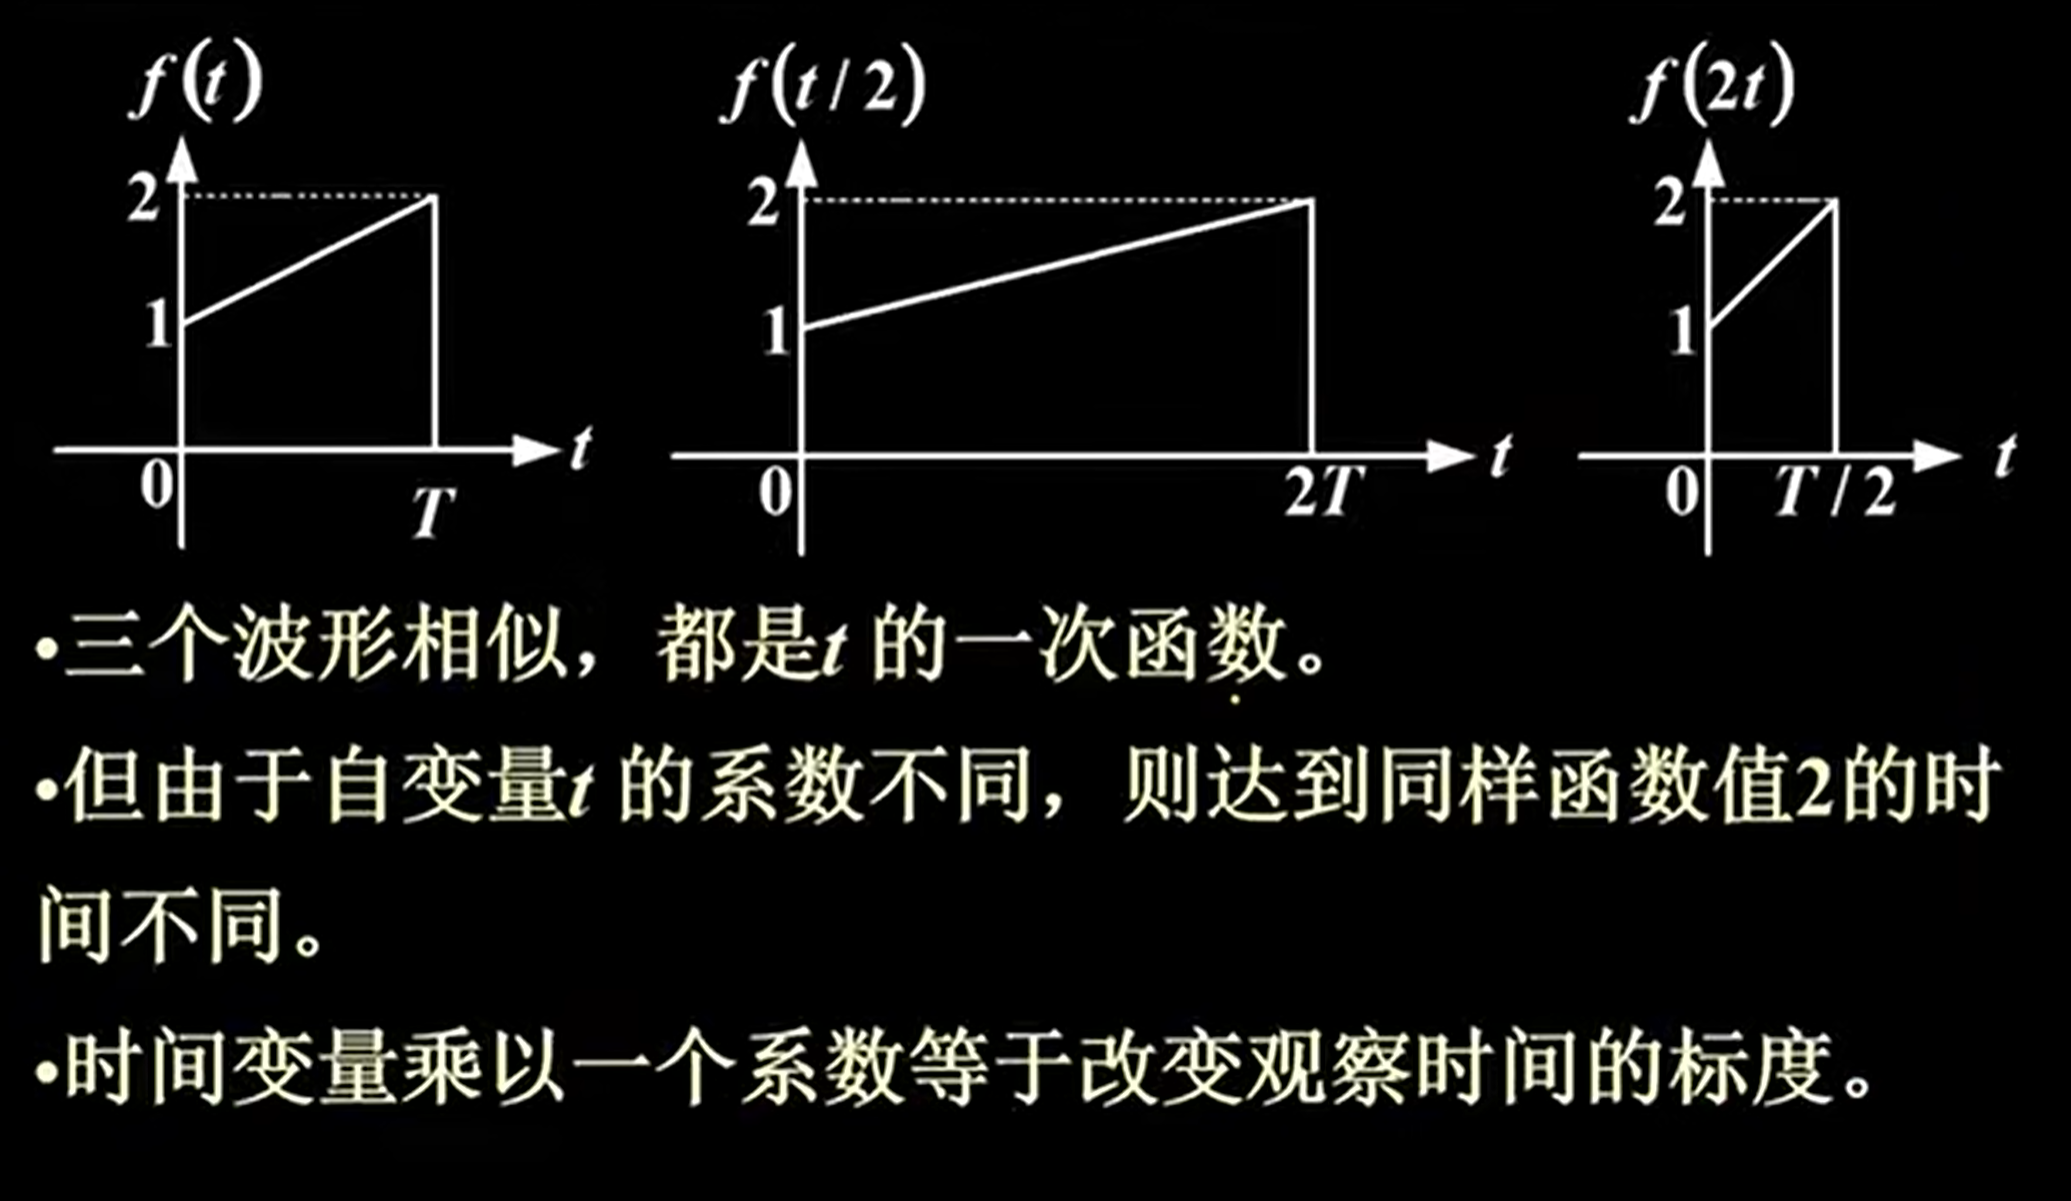 f(t)
f(t/2)
f(2t)
2
2
2
1
1
1
t
t
t
0
T
0
2T
0
T/2
•三个波形相似，都是t 的一次函数。
•但由于自变量t 的系数不同，则达到同样函数值2的时
间不同。
•时间变量乘以一个系数等于改变观察时间的标度。